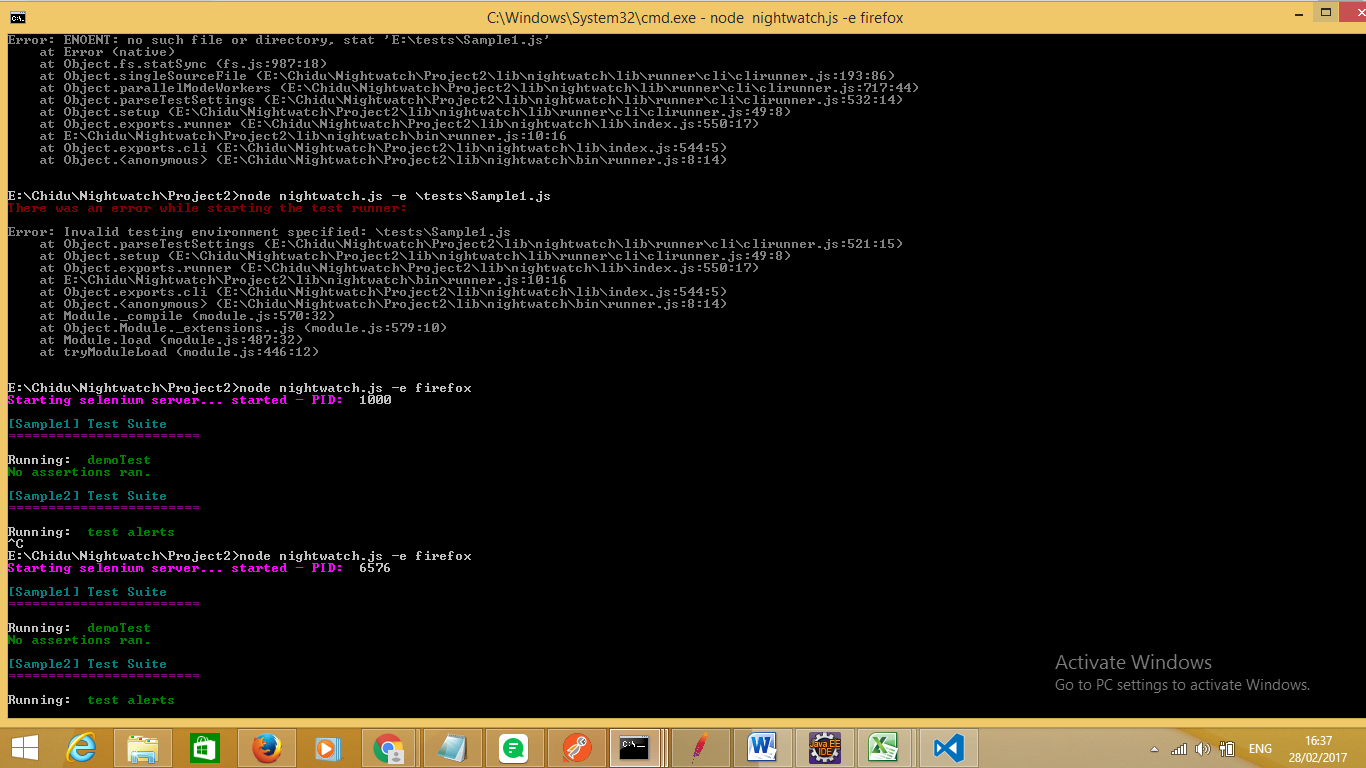 C:\Windows\System32\cmd.exe - node  nightwatch.js -e firefox
Error: ENOENT: no such file or directory, stat 'E:\tests\Sample1.js'
    at Error (native)
    at Object.fs.statSync (fs.js:987:18)
    at Object.singleSourceFile (E:\Chidu\Nightwatch\Project2\lib\nightwatch\lib\runner\cli\clirunner.js:193:86)
    at Object.parallelModeWorkers (E:\Chidu\Nightwatch\Project2\lib\nightwatch\lib\runner\cli\clirunner.js:717:44)
    at Object.parseTestSettings (E:\Chidu\Nightwatch\Project2\lib\nightwatch\lib\runner\cli\clirunner.js:532:14)
    at Object.setup (E:\Chidu\Nightwatch\Project2\lib\nightwatch\lib\runner\cli\clirunner.js:49:8)
    at Object.exports.runner (E:\Chidu\Nightwatch\Project2\lib\nightwatch\lib\index.js:550:17)
    at E:\Chidu\Nightwatch\Project2\lib\nightwatch\bin\runner.js:10:16
    at Object.exports.cli (E:\Chidu\Nightwatch\Project2\lib\nightwatch\lib\index.js:544:5)
    at Object.<anonymous> (E:\Chidu\Nightwatch\Project2\lib\nightwatch\bin\runner.js:8:14)
E:\Chidu\Nightwatch\Project2>node nightwatch.js -e \tests\Sample1.js
There was an error while starting the test runner:
Error: Invalid testing environment specified: \tests\Sample1.js
    at Object.parseTestSettings (E:\Chidu\Nightwatch\Project2\lib\nightwatch\lib\runner\cli\clirunner.js:521:15)
    at Object.setup (E:\Chidu\Nightwatch\Project2\lib\nightwatch\lib\runner\cli\clirunner.js:49:8)
    at Object.exports.runner (E:\Chidu\Nightwatch\Project2\lib\nightwatch\lib\index.js:550:17)
    at E:\Chidu\Nightwatch\Project2\lib\nightwatch\bin\runner.js:10:16
    at Object.exports.cli (E:\Chidu\Nightwatch\Project2\lib\nightwatch\lib\index.js:544:5)
    at Object.<anonymous> (E:\Chidu\Nightwatch\Project2\lib\nightwatch\bin\runner.js:8:14)
    at Module._compile (module.js:570:32)
    at Object.Module._extensions..js (module.js:579:10)
    at Module.load (module.js:487:32)
    at tryModuleLoad (module.js:446:12)
E:\Chidu\Nightwatch\Project2>node nightwatch.js -e firefox
Starting selenium server... started - PID:  1000
[Sample1] Test Suite
========================
Running:  demoTest
No assertions ran.
[Sample2] Test Suite
========================
Running:  test alerts
^C
E:\Chidu\Nightwatch\Project2>node nightwatch.js -e firefox
Starting selenium server... started - PID:  6576
[Sample1] Test Suite
========================
Running:  demoTest
No assertions ran.
[Sample2] Test Suite
========================
Running:  test alerts
Activate Windows
Go to PC settings to activate Windows.
C:\_
Java EE
IDE
ENG
16:37
28/02/2017